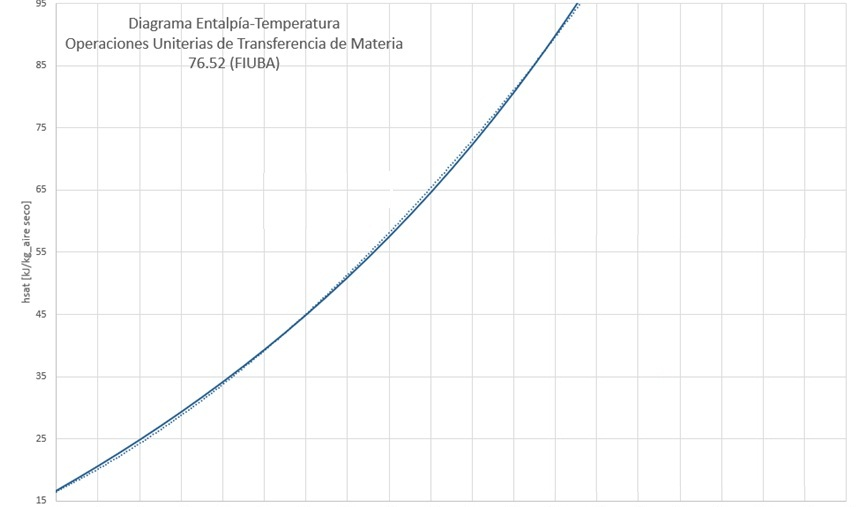 Diagrama Entalpía-Temperatura
Operaciones Uniterias de Transferencia de Materia
76.52 (FIUBA)
hsat [kJ/kg_aire seco]
95
85
75
65
55
45
35
25
15